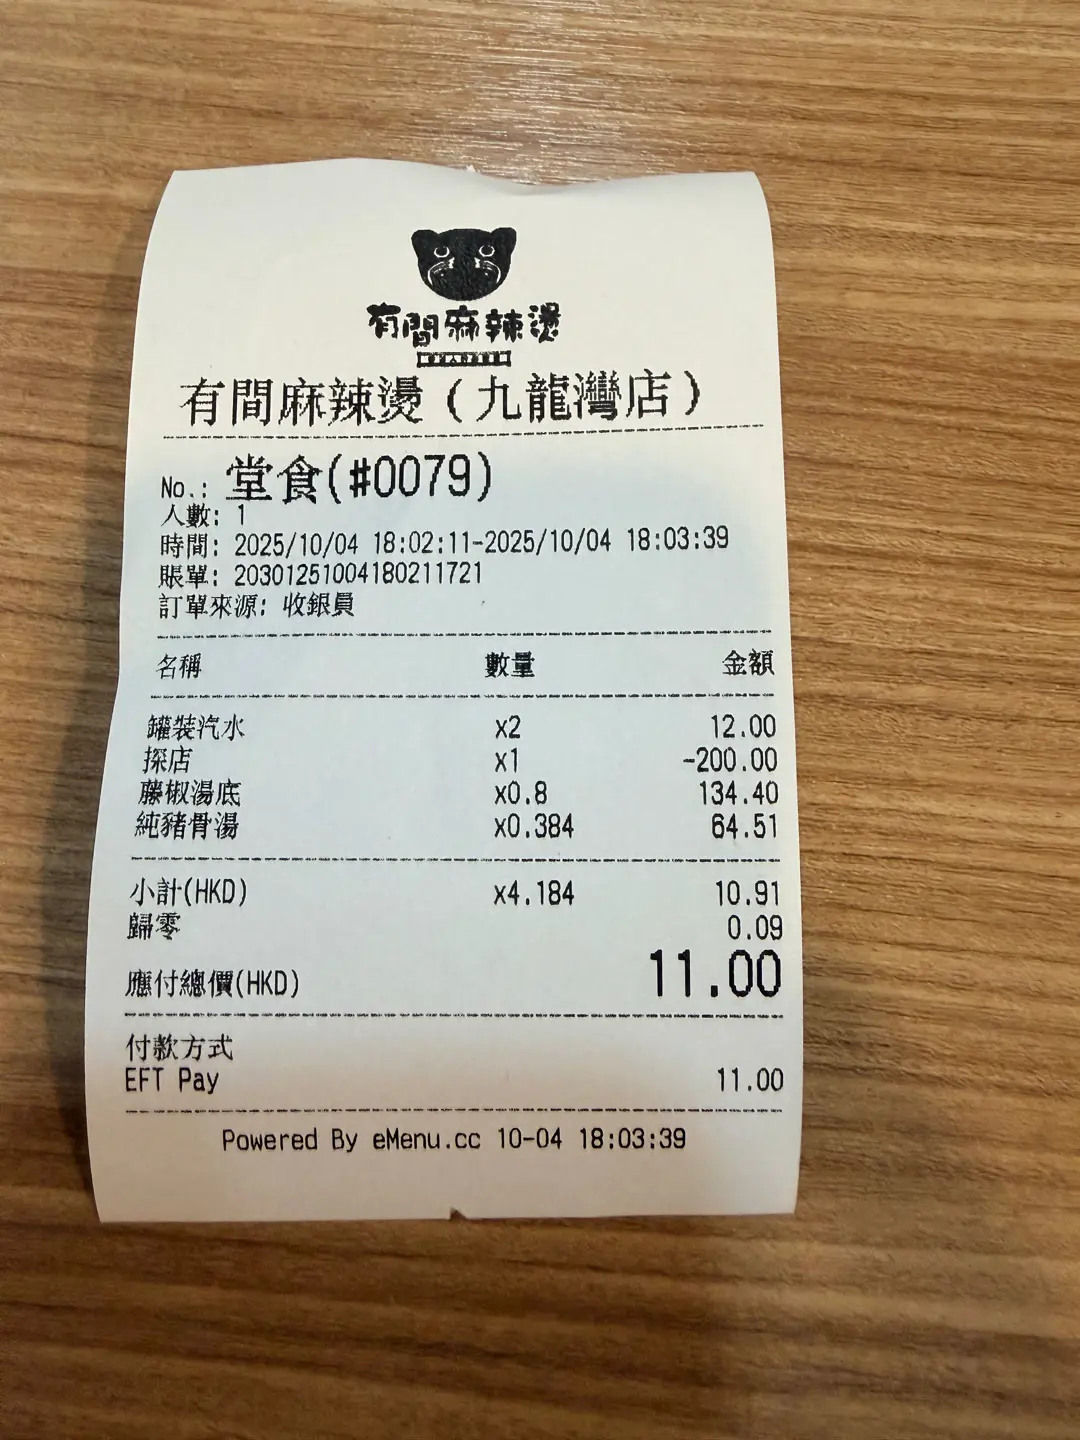 有間麻辣燙
有間麻辣燙(九龍灣店)
No.: 堂食(#0079)
人數: 1
時間: 2025/10/04 18:02:11-2025/10/04 18:03:39
賬單: 20301251004180211721
訂單來源: 收銀員
名稱 數量 金額
罐裝汽水 x2 12.00
探店 x1 -200.00
藤椒湯底 x0.8 134.40
純豬骨湯 x0.384 64.51
小計(HKD) x4.184 10.91
歸零 0.09
應付總價(HKD) 11.00
付款方式
EFT Pay 11.00
Powered By eMenu.cc 10-04 18:03:39